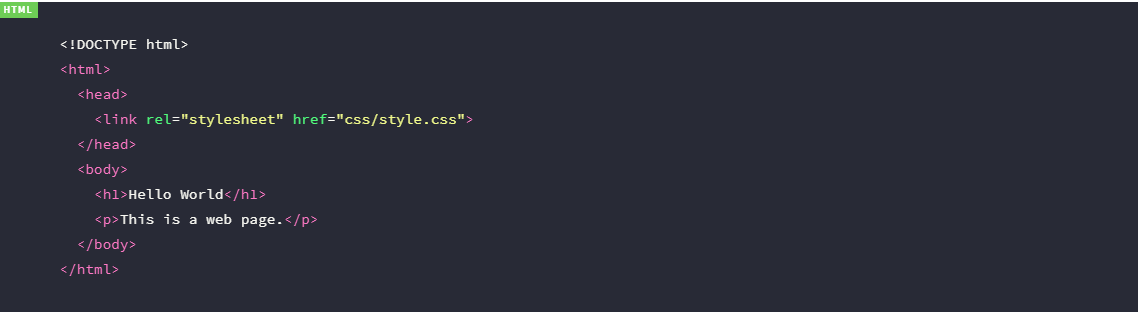 HTML
<!DOCTYPE html>
<html>
  <head>
    <link rel="stylesheet" href="css/style.css">
  </head>
  <body>
    <h1>Hello World</h1>
    <p>This is a web page.</p>
  </body>
</html>